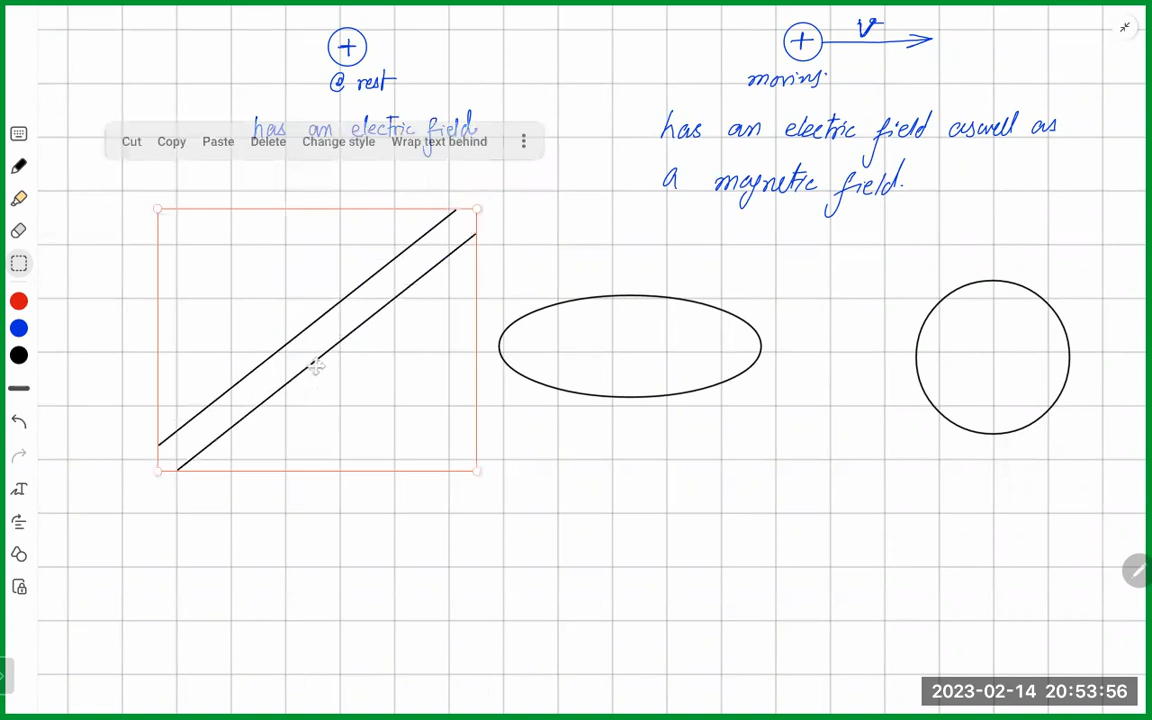 +
@ rest
has an electric field
Cut Copy Paste Delete Change style Wrap text behind
+ V
moving.
has an electric field aswell as
a magnetic field.
2023-02-14 20:53:56